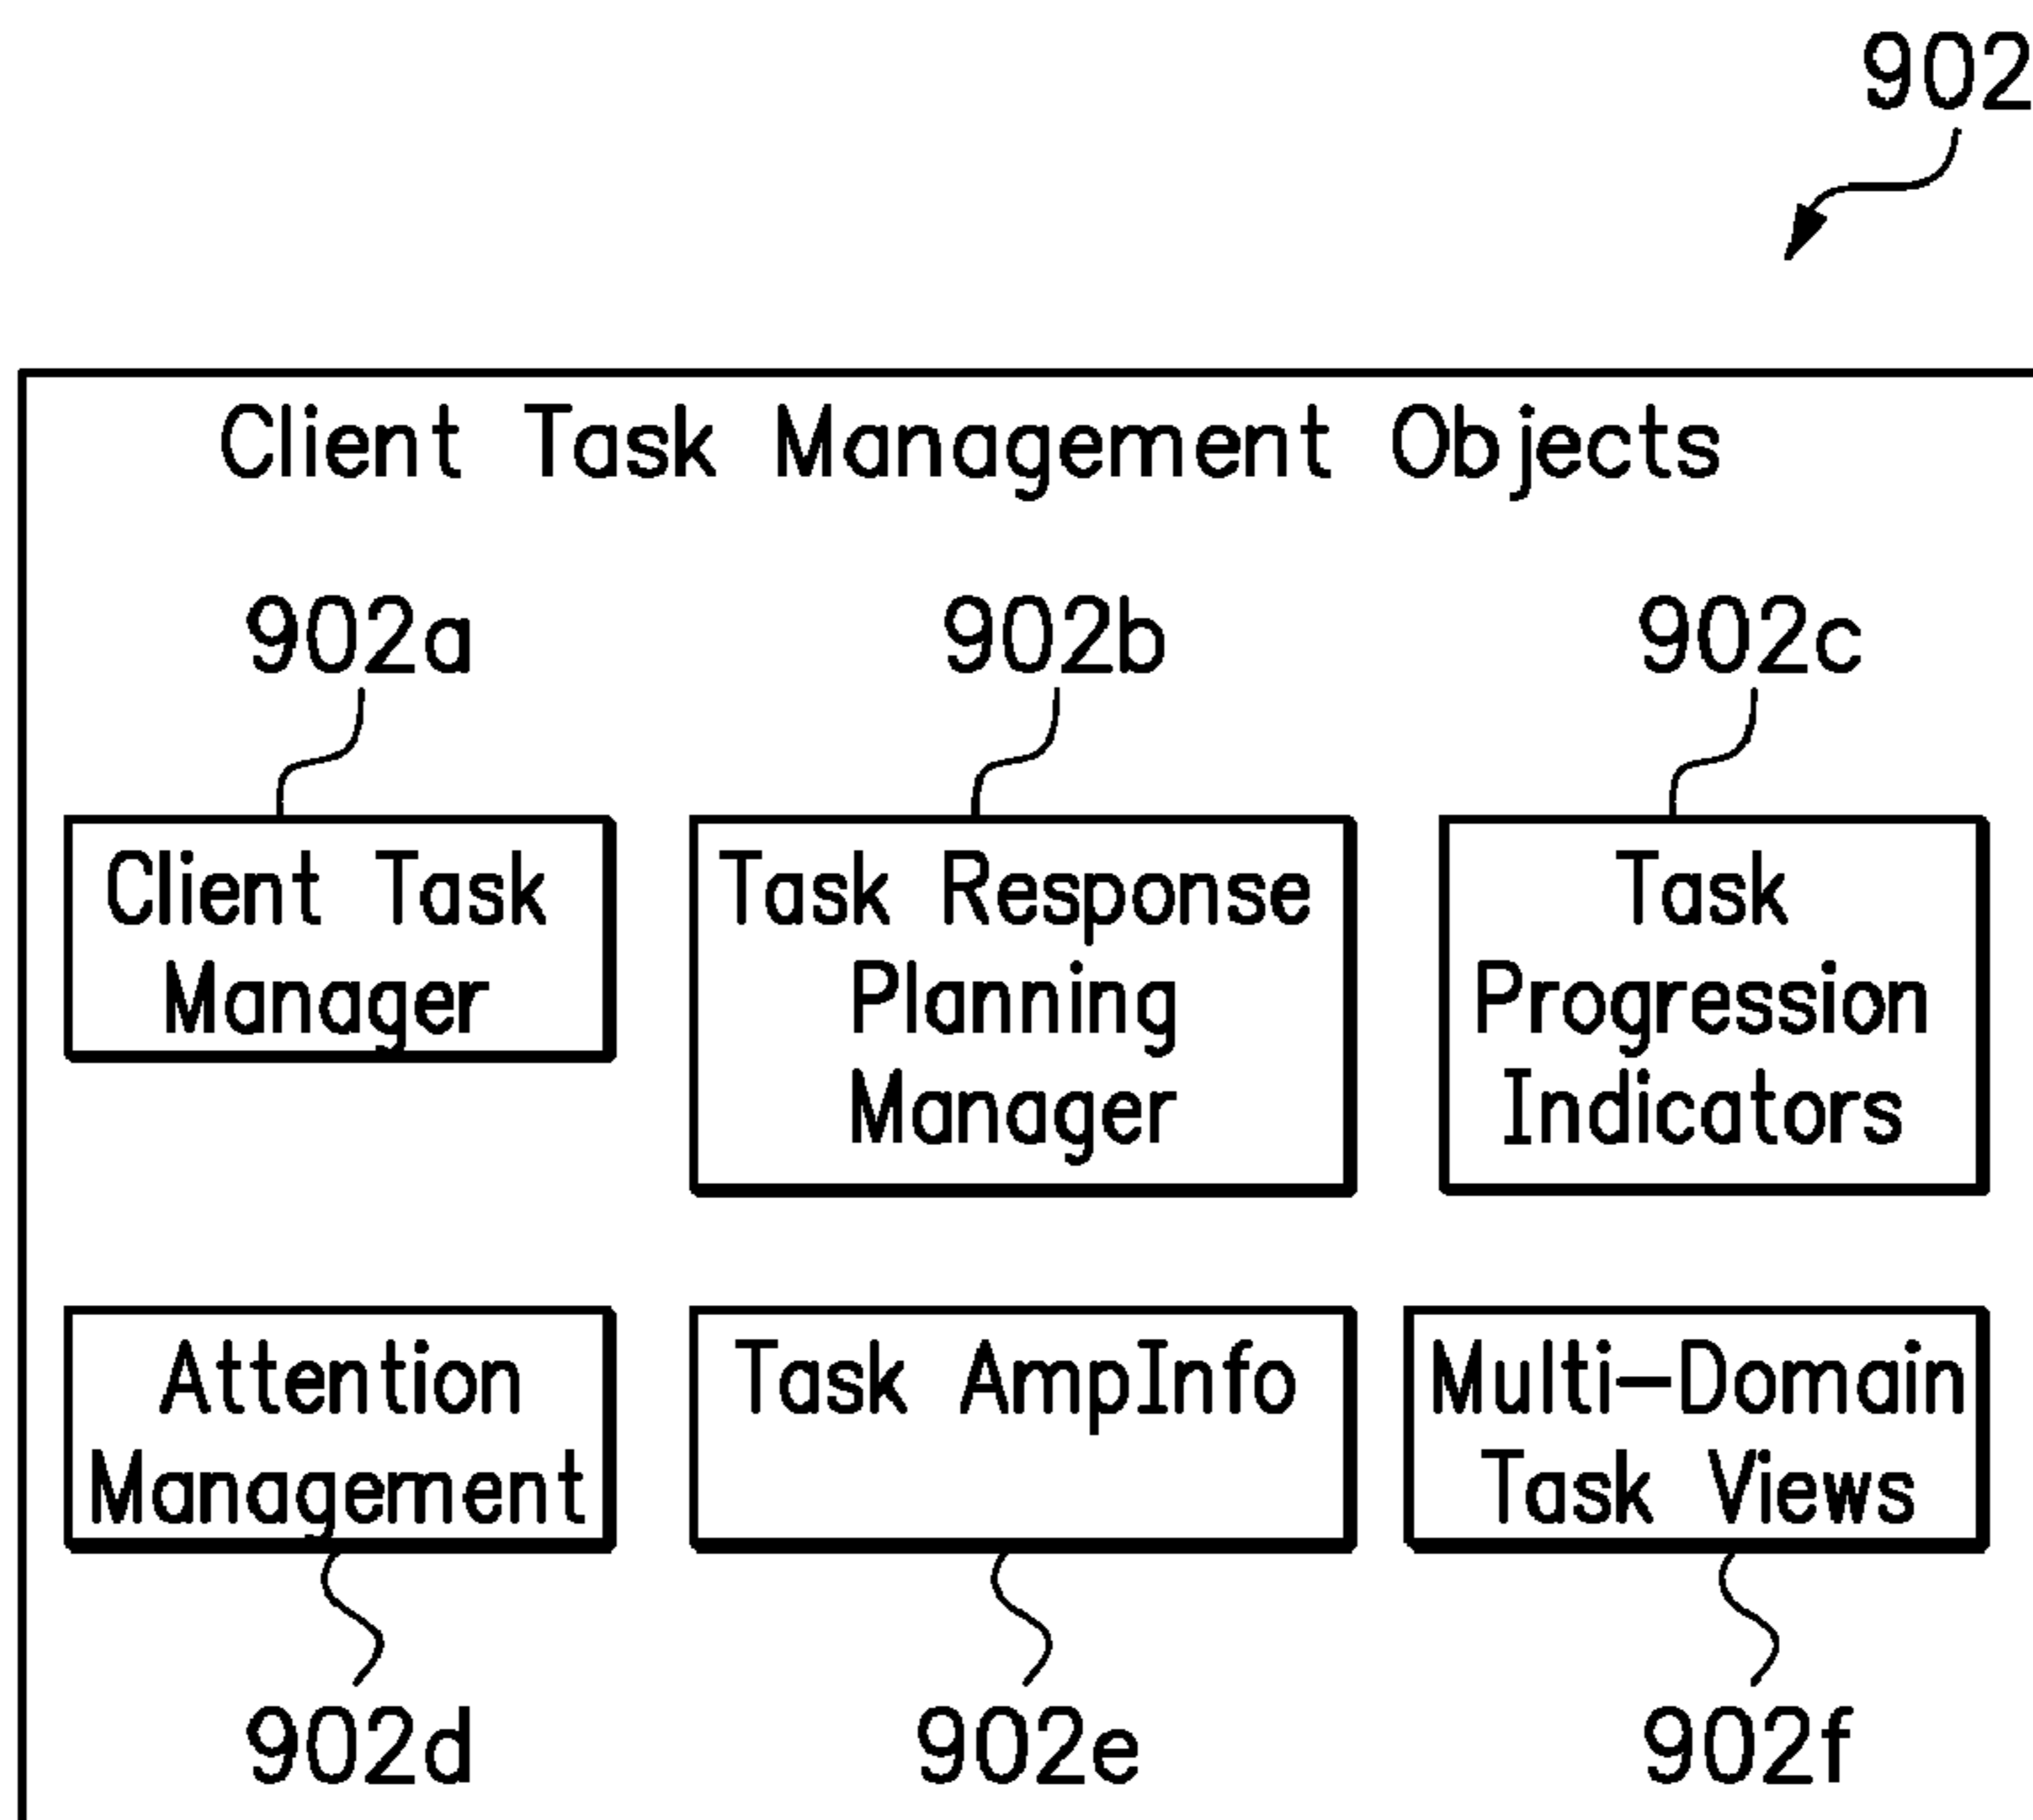 902
Client Task Management Objects
902a
902b
902c
Client Task
Manager
Task Response
Planning
Manager
Task
Progression
Indicators
Attention
Management
Task AmpInfo
Multi-Domain
Task Views
902d
902e
902f